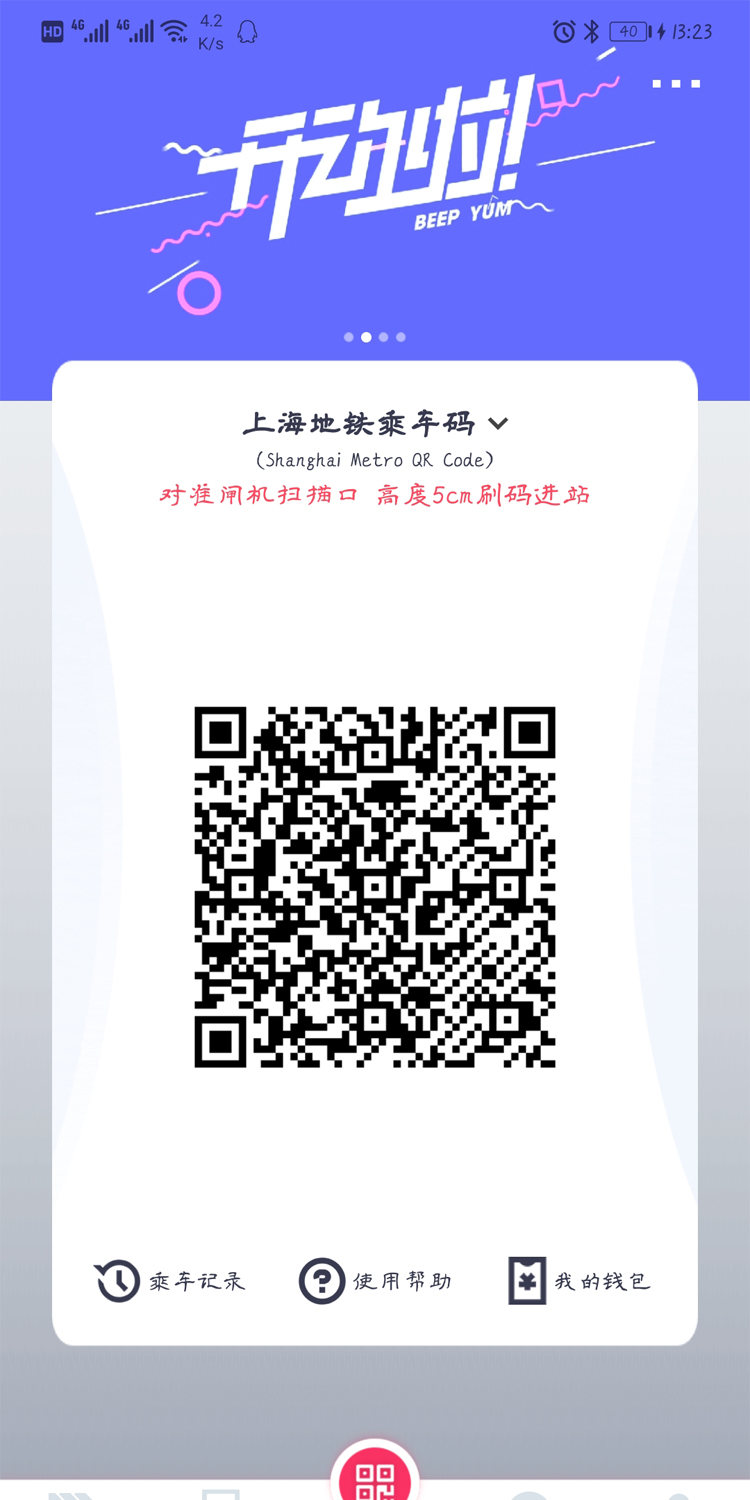 HD 4G 4G 4.2 K/s 40 13:23
开动啦!
BEEP YUM
上海地铁乘车码
(Shanghai Metro QR Code)
对准闸机扫描口 高度5cm刷码进站
乘车记录 使用帮助 我的钱包